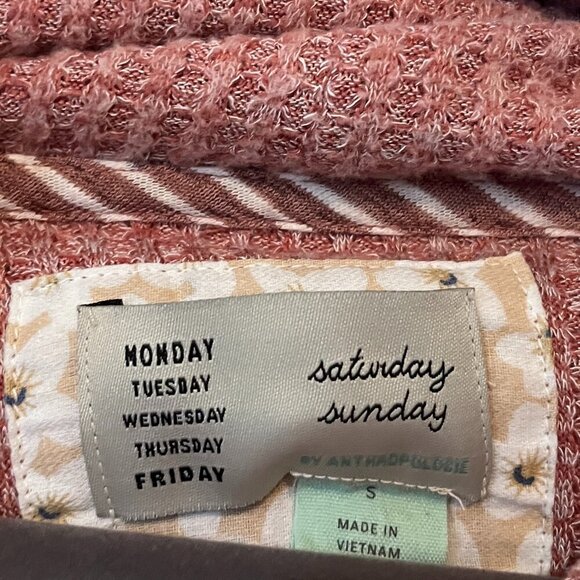 MONDAY
TUESDAY
WEDNESDAY
THURSDAY
FRIDAY
saturday
sunday
BY ANTHROPOLOGIE
S
MADE IN
VIETNAM